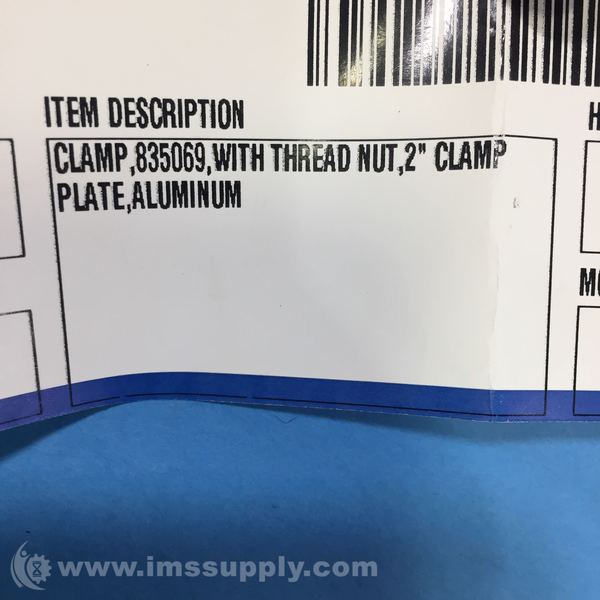 ITEM DESCRIPTION
CLAMP,835069,WITH THREAD NUT,2" CLAMP
PLATE,ALUMINUM
www.imssupply.com